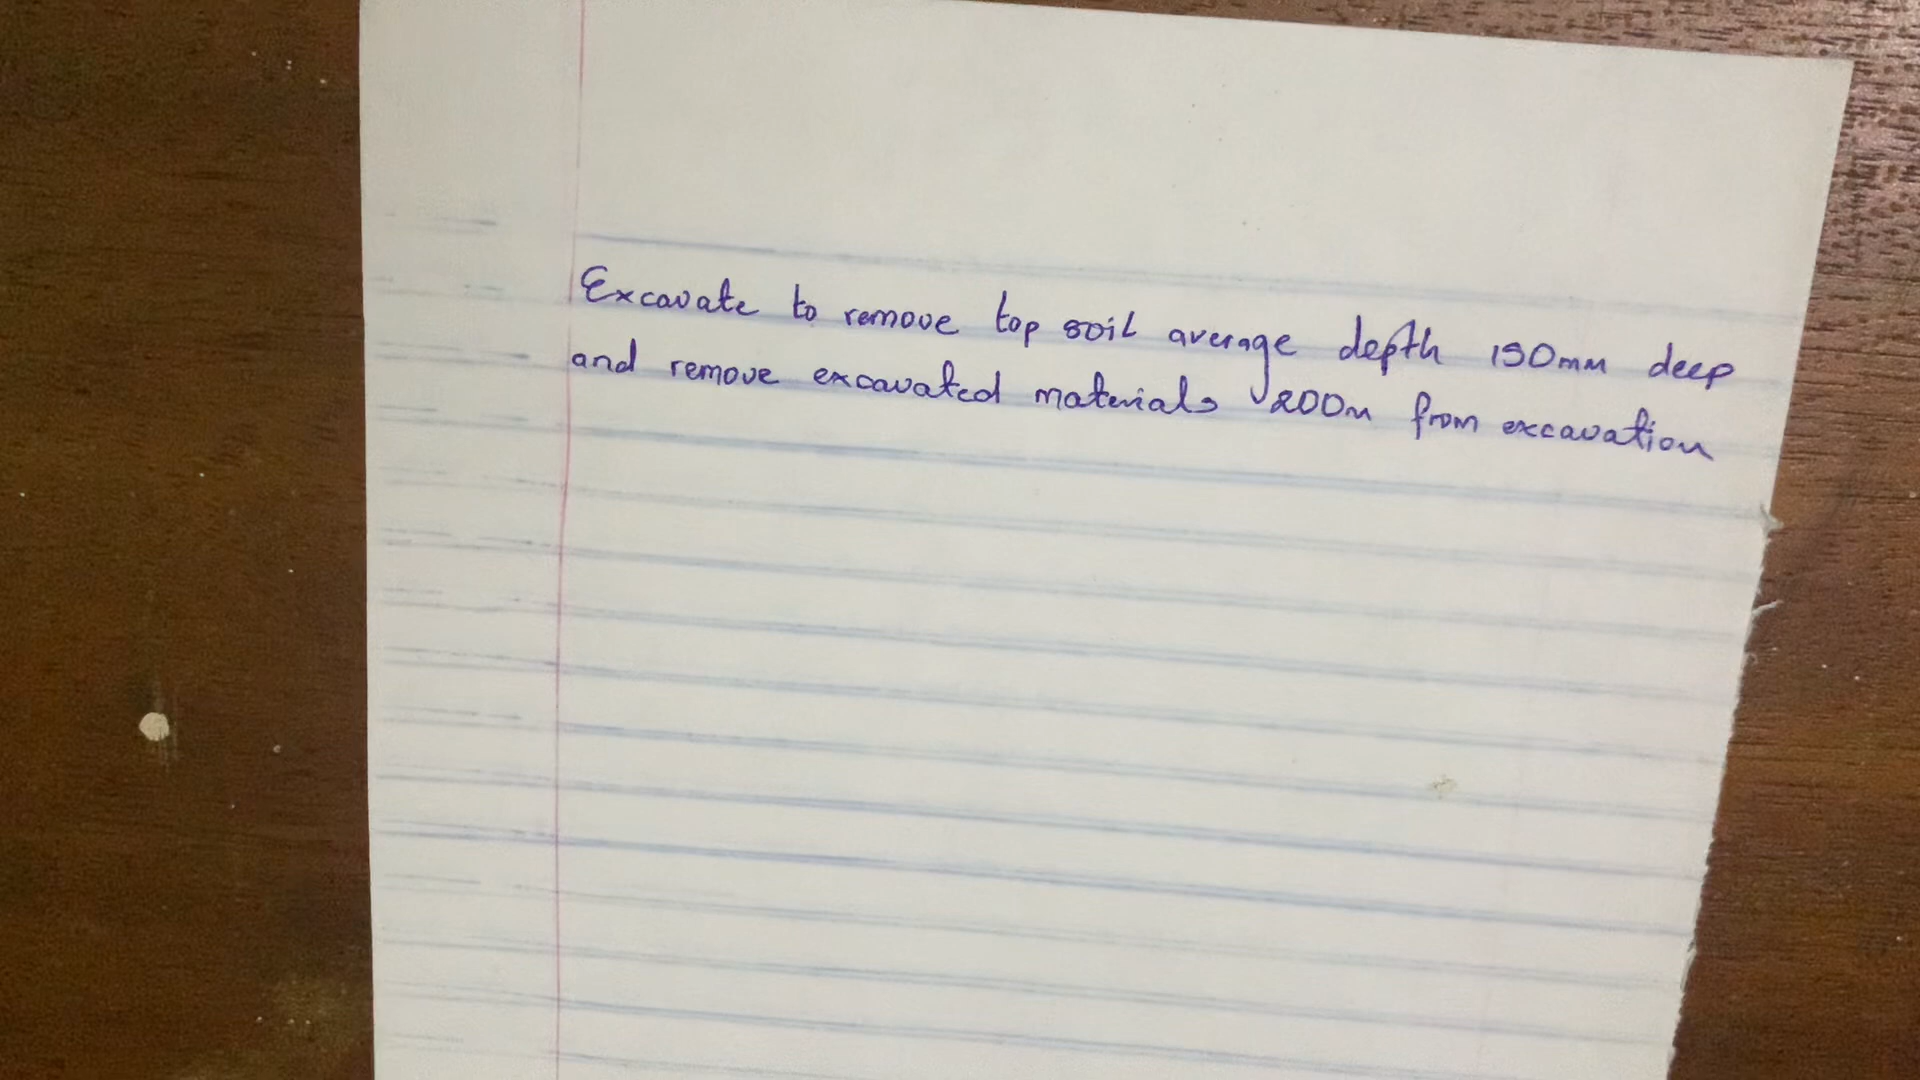 Excavate to remove top soil average depth 150mm deep
and remove excavated materials 200m from excavation